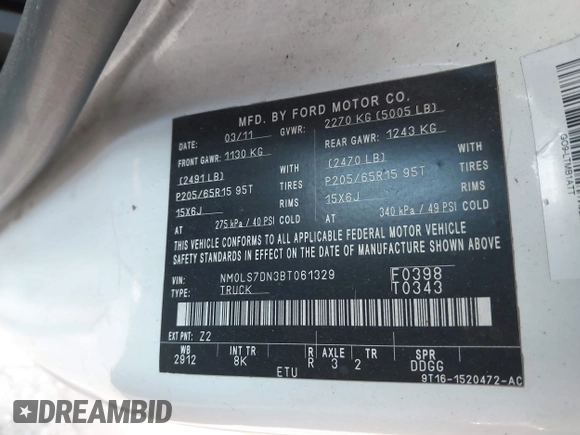 MFD. BY FORD MOTOR CO.
DATE: 03/11 GVWR: 2270 KG (5005 LB)
FRONT GAWR: 1130 KG REAR GAWR: 1243 KG
(2491 LB) (2470 LB)
P205/65R15 95T TIRES P205/65R15 95T TIRES
15X6J RIMS 15X6J RIMS
AT 275 kPa / 40 PSI COLD AT 340 kPa / 49 PSI COLD
THIS VEHICLE CONFORMS TO ALL APPLICABLE FEDERAL MOTOR VEHICLE
SAFETY STANDARDS IN EFFECT ON THE DATE OF MANUFACTURE SHOWN ABOVE.
VIN: NM0LS7DN3BT061329 F0398
TYPE: TRUCK T0343
EXT PNT: Z2
WB INT TR R AXLE TR SPR
2912 8K R 3 2 DDGG
ETU 9T16-1520472-AC
DREAMBID